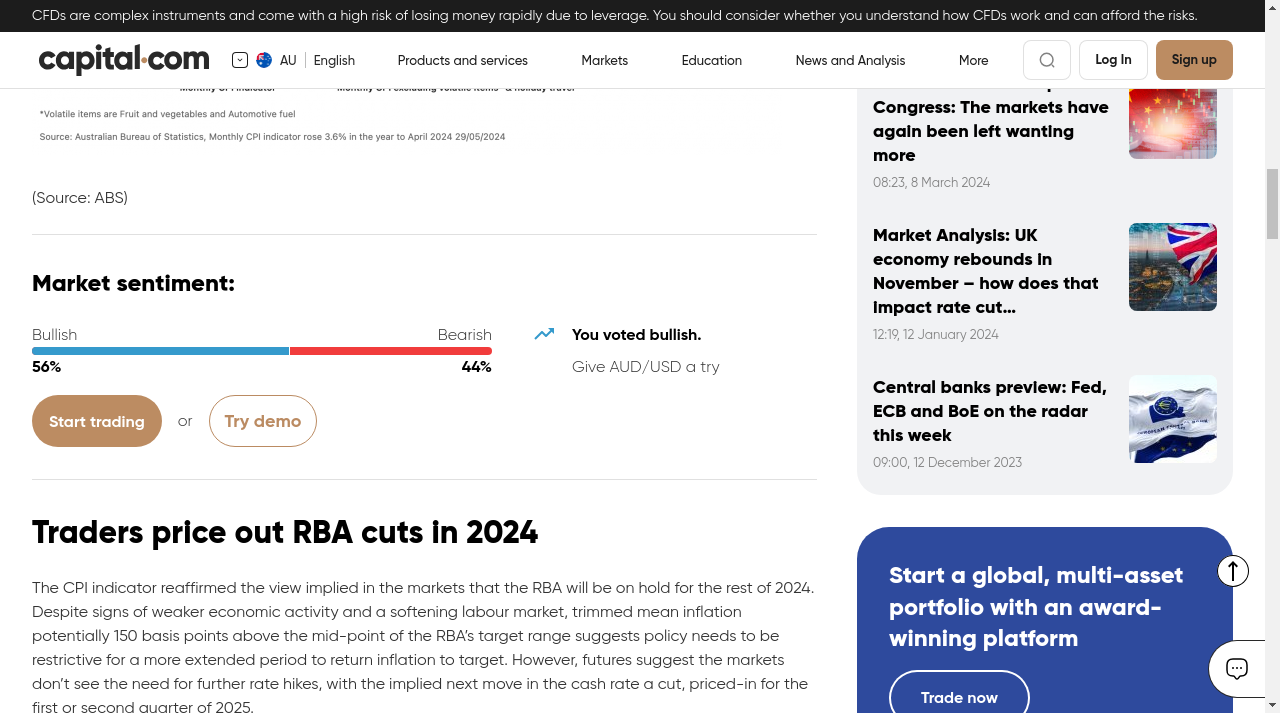 CFDs are complex instruments and come with a high risk of losing money rapidly due to leverage. You should consider whether you understand how CFDs work and can afford the risks.
capital.com
AU
English
Products and services
Markets
Education
News and Analysis
More
Log In
Sign up
*Volatile items are Fruit and vegetables and Automotive fuel
Source: Australian Bureau of Statistics, Monthly CPI indicator rose 3.6% in the year to April 2024 29/05/2024
(Source: ABS)
Market sentiment:
Bullish
Bearish
56%
44%
You voted bullish.
Give AUD/USD a try
Start trading
or
Try demo
Traders price out RBA cuts in 2024
The CPI indicator reaffirmed the view implied in the markets that the RBA will be on hold for the rest of 2024.
Despite signs of weaker economic activity and a softening labour market, trimmed mean inflation
potentially 150 basis points above the mid-point of the RBA’s target range suggests policy needs to be
restrictive for a more extended period to return inflation to target. However, futures suggest the markets
don’t see the need for further rate hikes, with the implied next move in the cash rate a cut, priced-in for the
first or second quarter of 2025.
Congress: The markets have
again been left wanting
more
08:23, 8 March 2024
Market Analysis: UK
economy rebounds in
November – how does that
impact rate cut...
12:19, 12 January 2024
Central banks preview: Fed,
ECB and BoE on the radar
this week
09:00, 12 December 2023
Start a global, multi-asset
portfolio with an award-
winning platform
Trade now